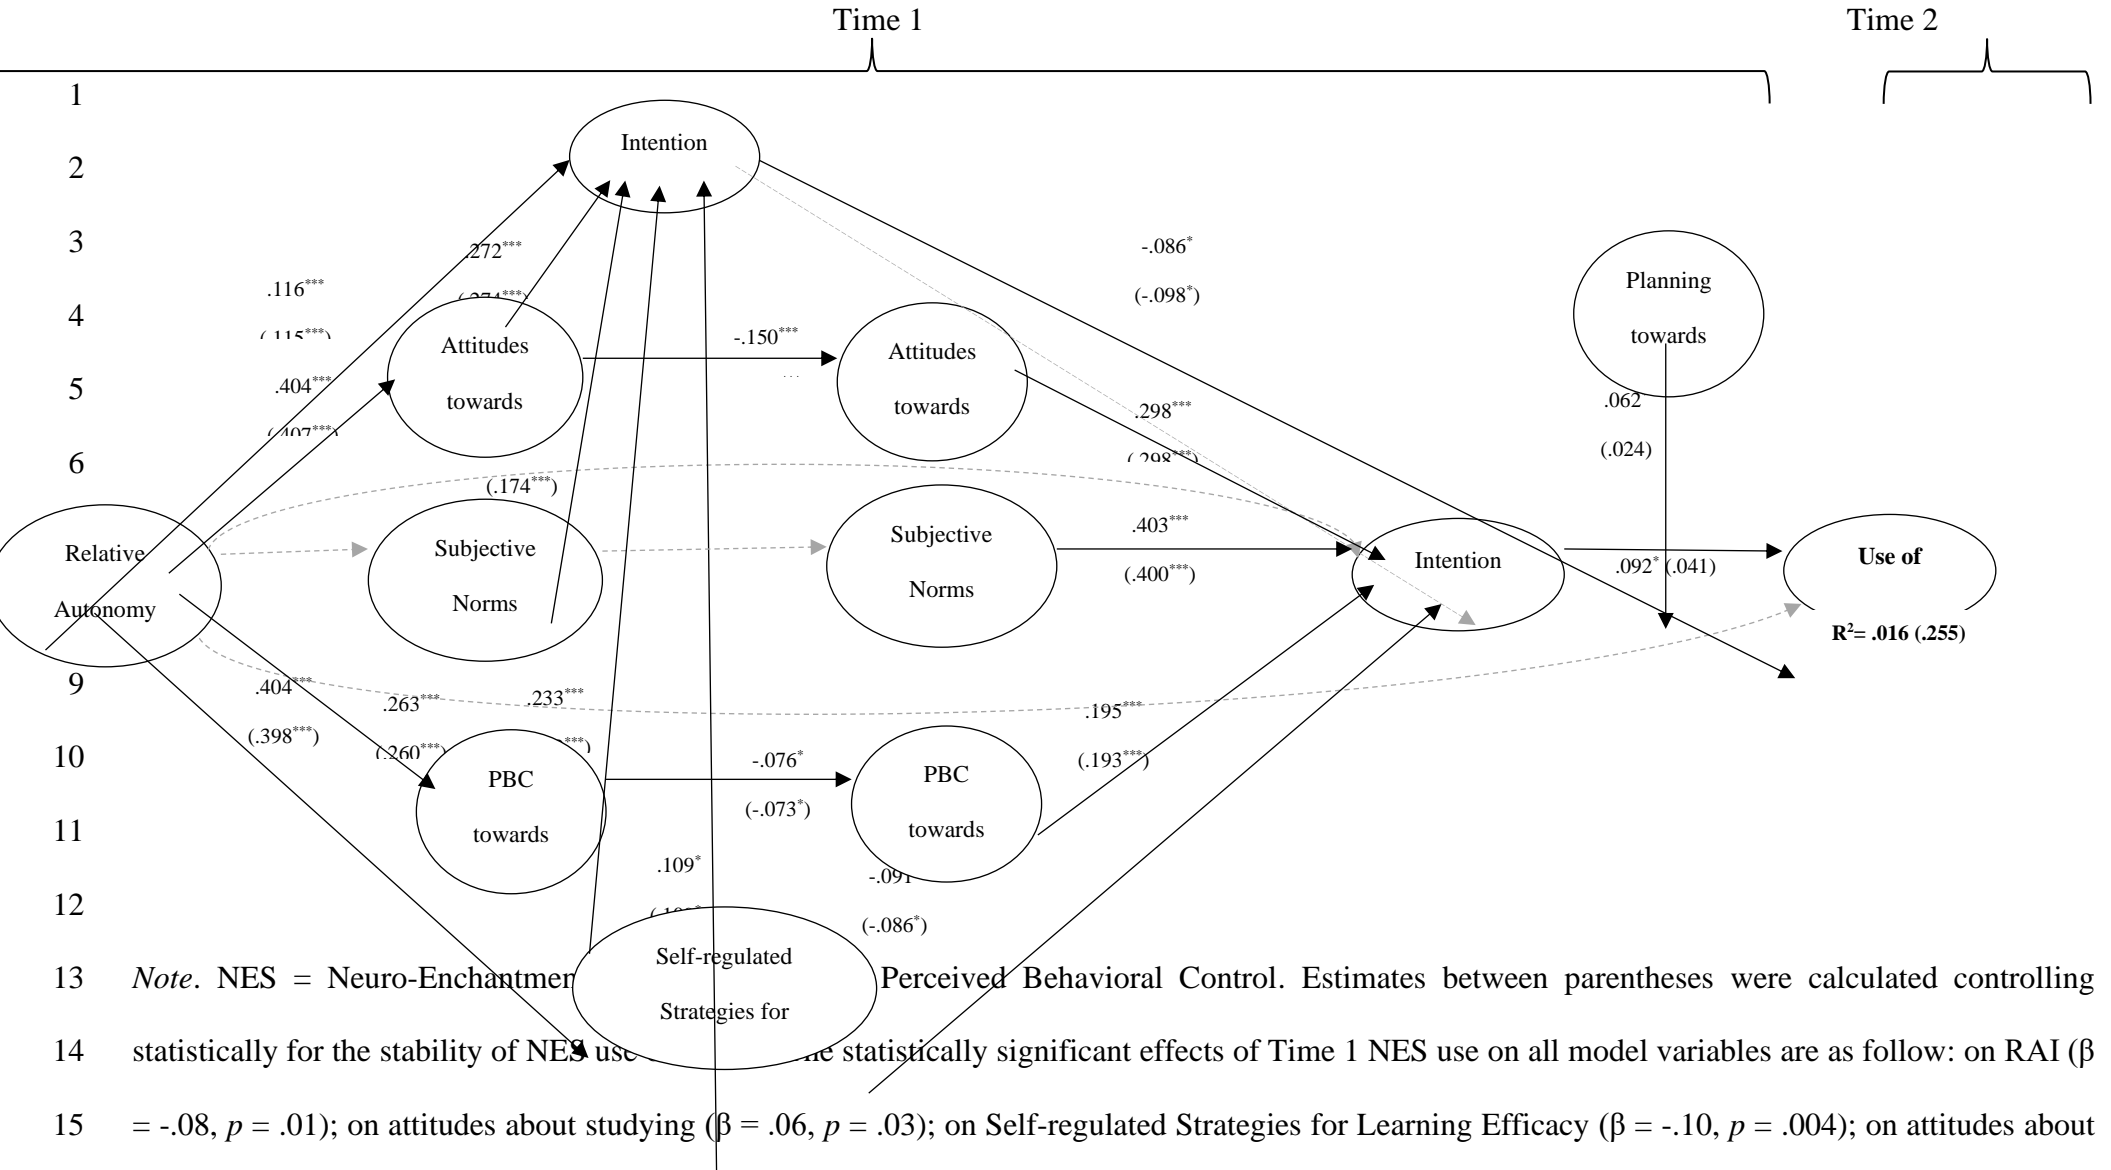 Time 1
Time 2
1
Intention
2
3
.272***
-.086*
.116***
Planning
(-.098*)
4
towards
(.115***)
Attitudes
-.150***
Attitudes
5
.404***
towards
towards
.062
.298***
(.407***)
(.024)
6
(.298***)
(.174***)
Relative
Subjective
Subjective
.403***
Intention
Use of
Autonomy
Norms
Norms
(.400***)
.092* (.041)
R²= .016 (.255)
9
.404***
.263***
.233***
.195***
(.398***)
(.260***)
10
PBC
-.076*
PBC
(.193***)
towards
(-.073*)
towards
11
.109*
-.091
12
(-.086*)
Self-regulated
Strategies for
13 Note. NES = Perceived Behavioral Control. Estimates between parentheses were calculated controlling
14 statistically for the stability of NES use statistically significant effects of Time 1 NES use on all model variables are as follow: on RAI (β
15 = -.08, p = .01); on attitudes about studying (β = .06, p = .03); on Self-regulated Strategies for Learning Efficacy (β = -.10, p = .004); on attitudes about